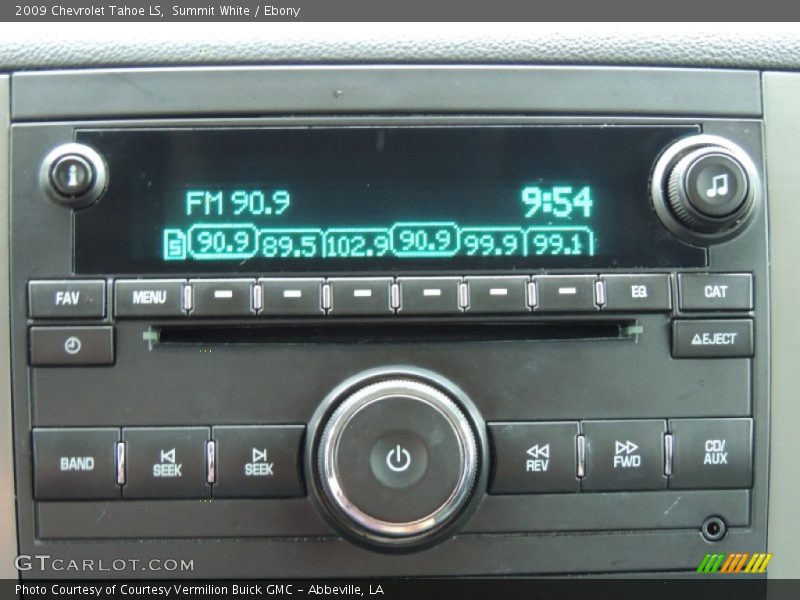 2009 Chevrolet Tahoe LS, Summit White / Ebony
i
FM 90.9 9:54
5 90.9 89.5 102.9 90.9 99.9 99.1
FAV MENU EQ CAT
EJECT
BAND SEEK SEEK REV FWD CD/
AUX
GTCARLOT.COM
Photo Courtesy of Courtesy Vermilion Buick GMC - Abbeville, LA